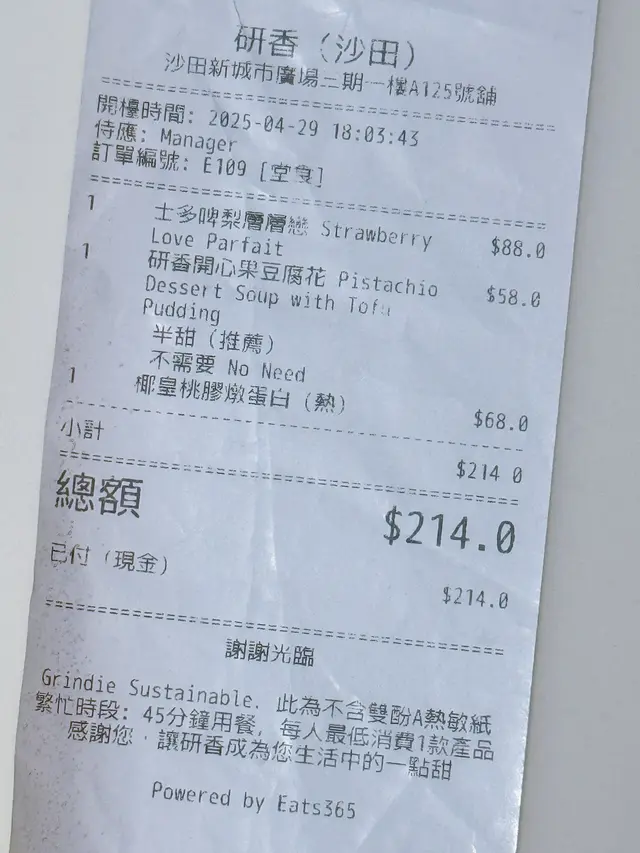 研香（沙田）
沙田新城市廣場三期一樓A125號舖
開檯時間: 2025-04-29 18:03:43
侍應: Manager
訂單編號: E109 [堂食]
1 士多啤梨層層戀 Strawberry $88.0
Love Parfait
1 研香開心果豆腐花 Pistachio $58.0
Dessert Soup with Tofu
Pudding
半甜（推薦）
不需要 No Need
1 椰皇桃膠燉蛋白（熱） $68.0
小計 $214.0
總額 $214.0
已付（現金） $214.0
謝謝光臨
Grindie Sustainable. 此為不含雙酚A熱敏紙
繁忙時段: 45分鐘用餐, 每人最低消費1款產品
感謝您，讓研香成為您生活中的一點甜
Powered by Eats365